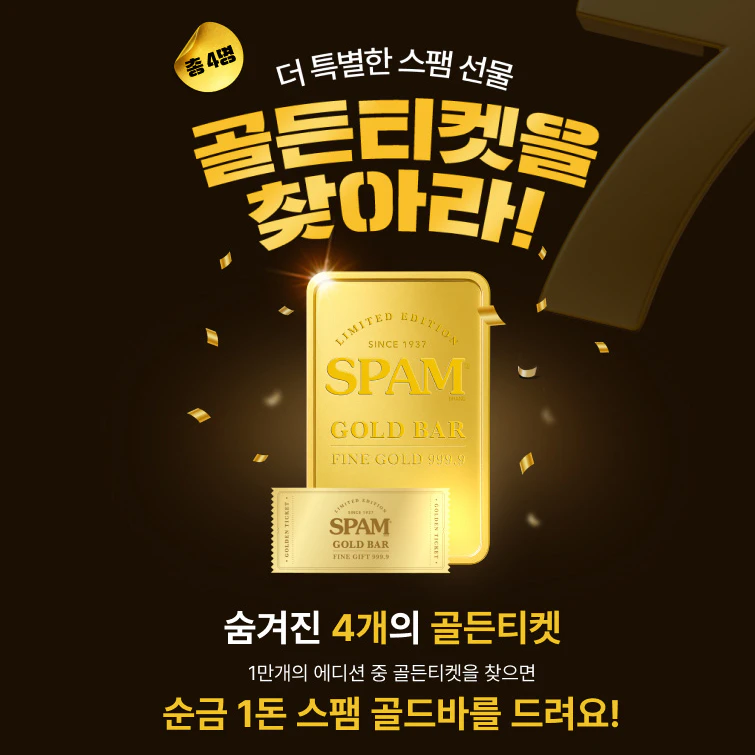 총 4명
더 특별한 스팸 선물
골든티켓을
찾아라!
7
LIMITED EDITION
SINCE 1937
SPAM
GOLD BAR
FINE GOLD 999.9
GOLDEN TICKET
LIMITED EDITION
SINCE 1937
SPAM
GOLD BAR
FINE GIFT 999.9
GOLDEN TICKET
숨겨진 4개의 골든티켓
1만개의 에디션 중 골든티켓을 찾으면
순금 1돈 스팸 골드바를 드려요!